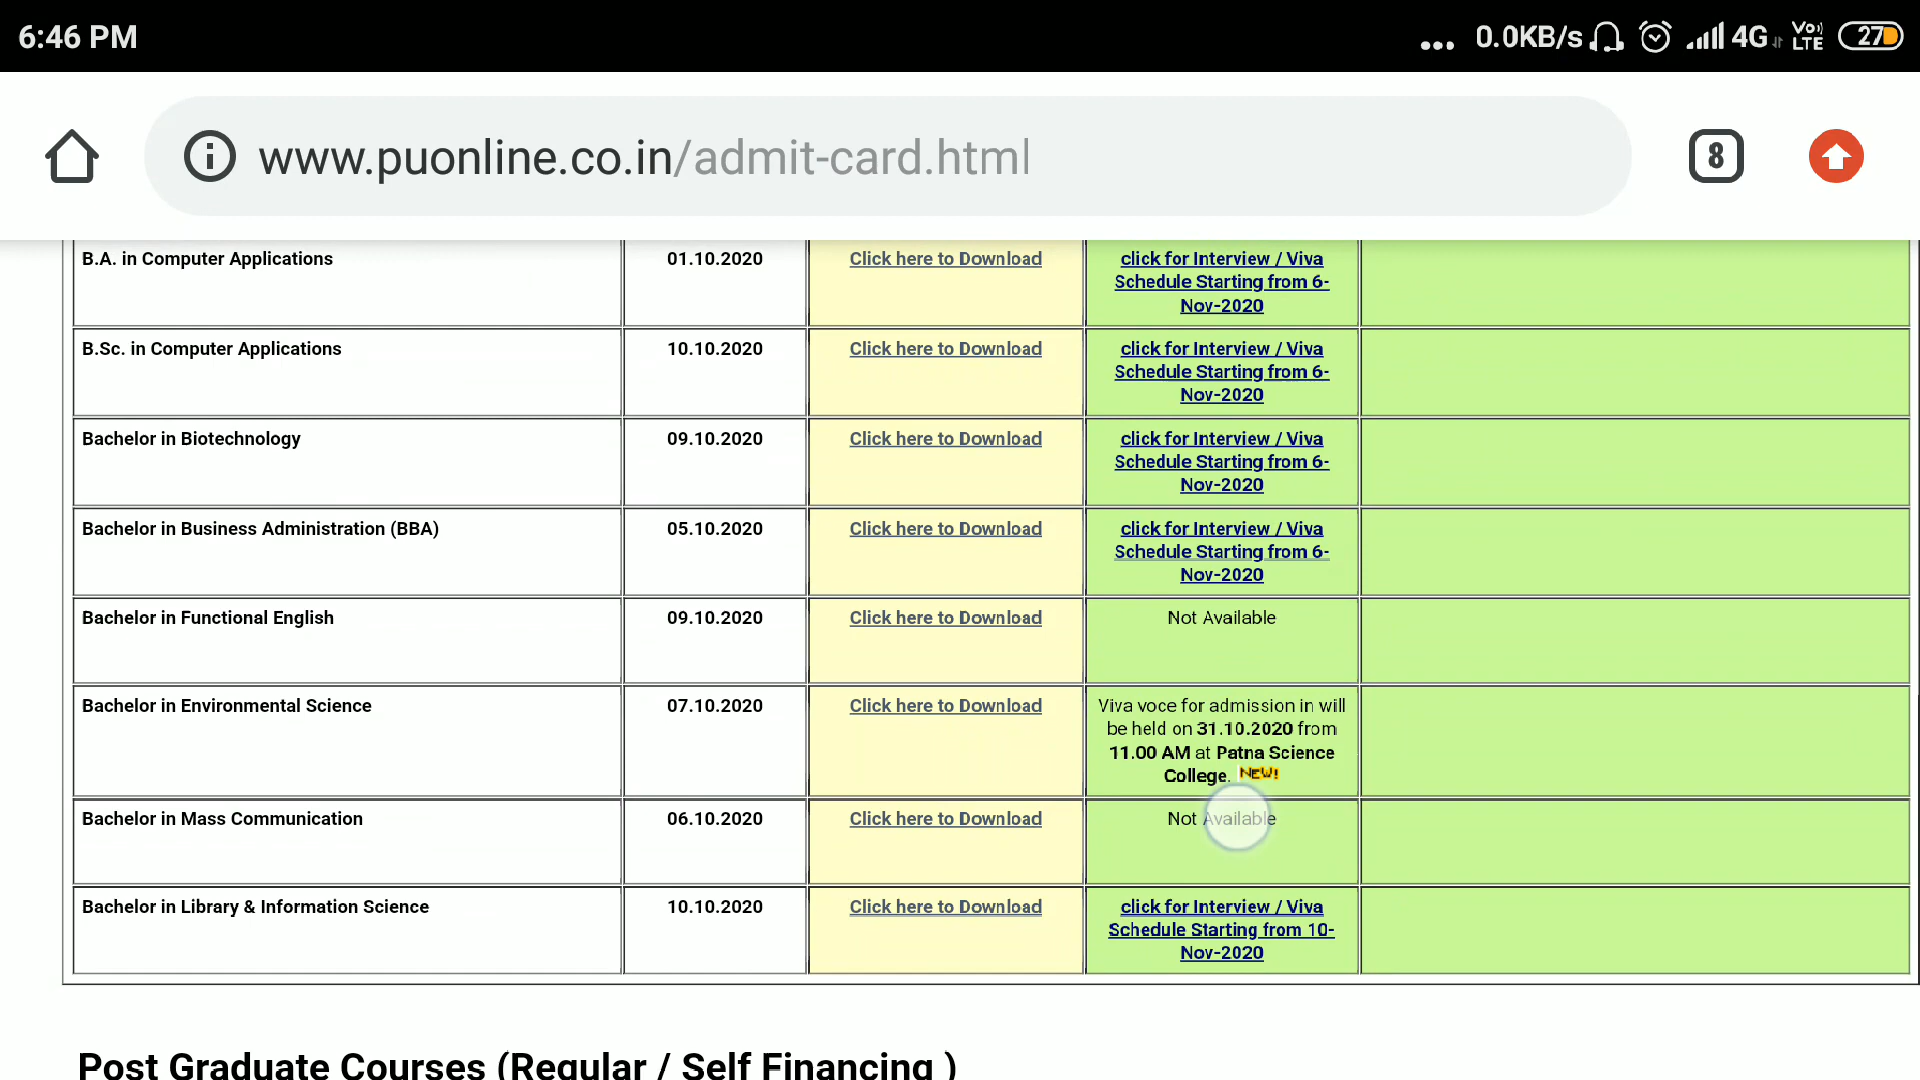 6:46 PM
... 0.0KB/s 4G VoLTE 27
www.puonline.co.in/admit-card.html
8
B.A. in Computer Applications
01.10.2020
Click here to Download
click for Interview / Viva
Schedule Starting from 6-
Nov-2020
B.Sc. in Computer Applications
10.10.2020
Click here to Download
click for Interview / Viva
Schedule Starting from 6-
Nov-2020
Bachelor in Biotechnology
09.10.2020
Click here to Download
click for Interview / Viva
Schedule Starting from 6-
Nov-2020
Bachelor in Business Administration (BBA)
05.10.2020
Click here to Download
click for Interview / Viva
Schedule Starting from 6-
Nov-2020
Bachelor in Functional English
09.10.2020
Click here to Download
Not Available
Bachelor in Environmental Science
07.10.2020
Click here to Download
Viva voce for admission in will
be held on 31.10.2020 from
11.00 AM at Patna Science
College. NEW!
Bachelor in Mass Communication
06.10.2020
Click here to Download
Not Available
Bachelor in Library & Information Science
10.10.2020
Click here to Download
click for Interview / Viva
Schedule Starting from 10-
Nov-2020
Post Graduate Courses (Regular / Self Financing )